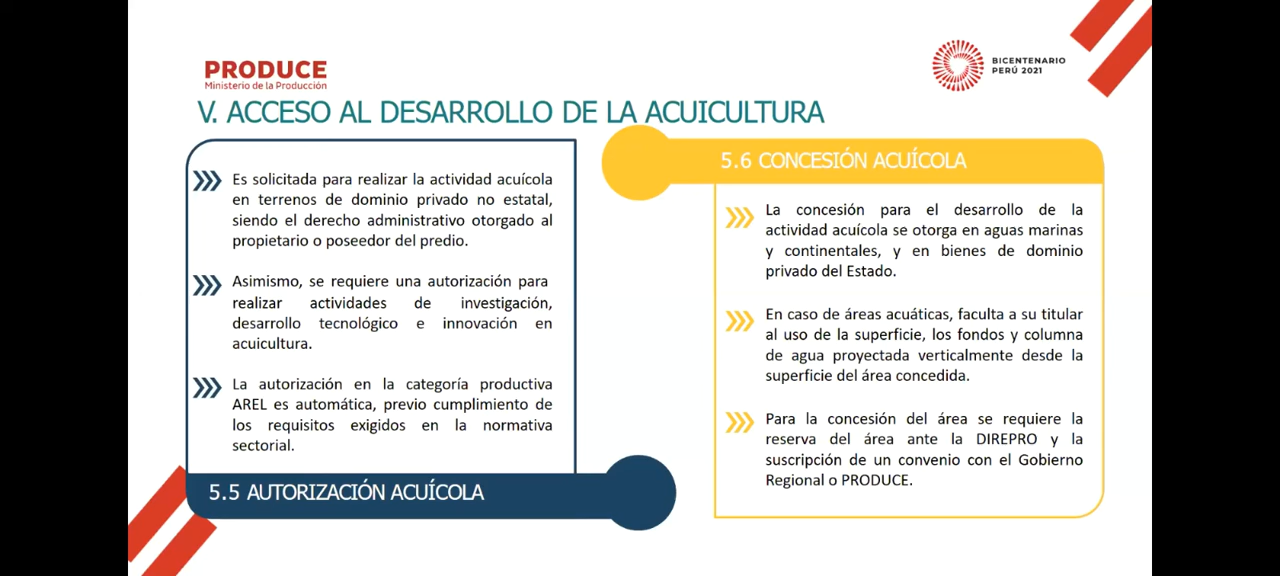 PRODUCE
Ministerio de la Producción
BICENTENARIO
PERÚ 2021
V. ACCESO AL DESARROLLO DE LA ACUICULTURA
Es solicitada para realizar la actividad acuícola
en terrenos de dominio privado no estatal,
siendo el derecho administrativo otorgado al
propietario o poseedor del predio.
Asimismo, se requiere una autorización para
realizar actividades de investigación,
desarrollo tecnológico e innovación en
acuicultura.
La autorización en la categoría productiva
AREL es automática, previo cumplimiento de
los requisitos exigidos en la normativa
sectorial.
5.5 AUTORIZACIÓN ACUÍCOLA
5.6 CONCESIÓN ACUÍCOLA
La concesión para el desarrollo de la
actividad acuícola se otorga en aguas marinas
y continentales, y en bienes de dominio
privado del Estado.
En caso de áreas acuáticas, faculta a su titular
al uso de la superficie, los fondos y columna
de agua proyectada verticalmente desde la
superficie del área concedida.
Para la concesión del área se requiere la
reserva del área ante la DIREPRO y la
suscripción de un convenio con el Gobierno
Regional o PRODUCE.